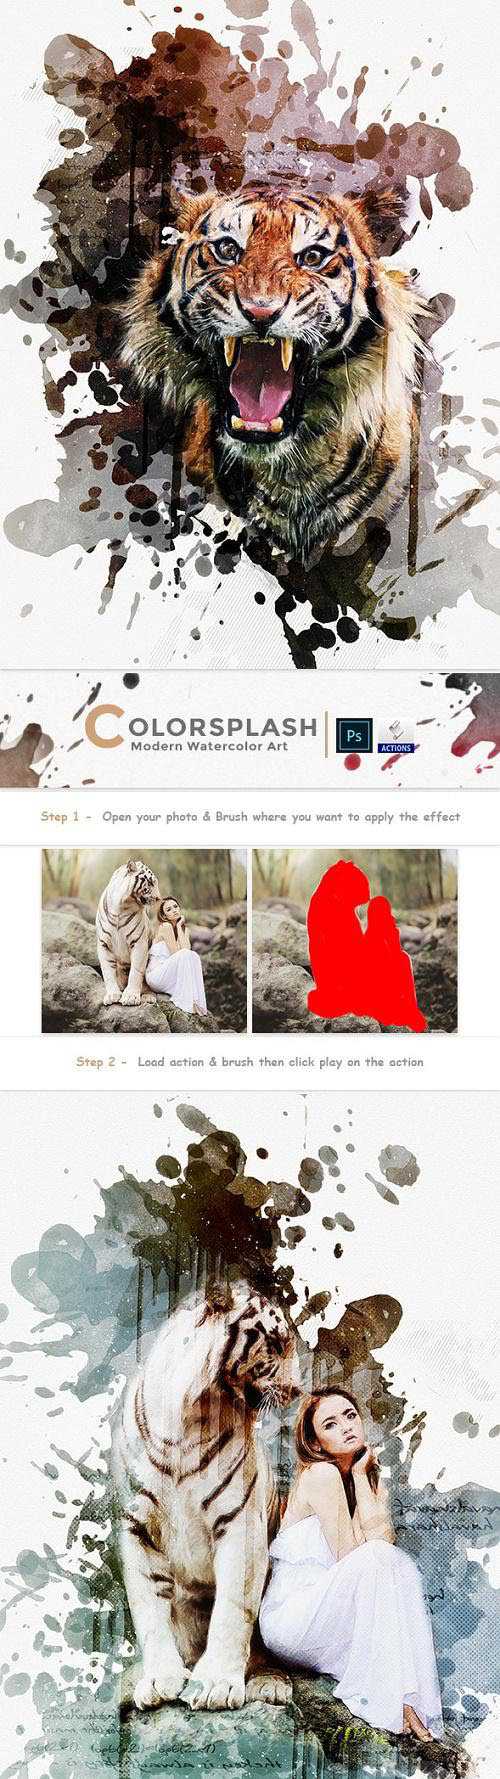 COLORSPLASH
Modern Watercolor Art
Ps
ACTIONS
Step 1 - Open your photo & Brush where you want to apply the effect
Step 2 - Load action & brush then click play on the action